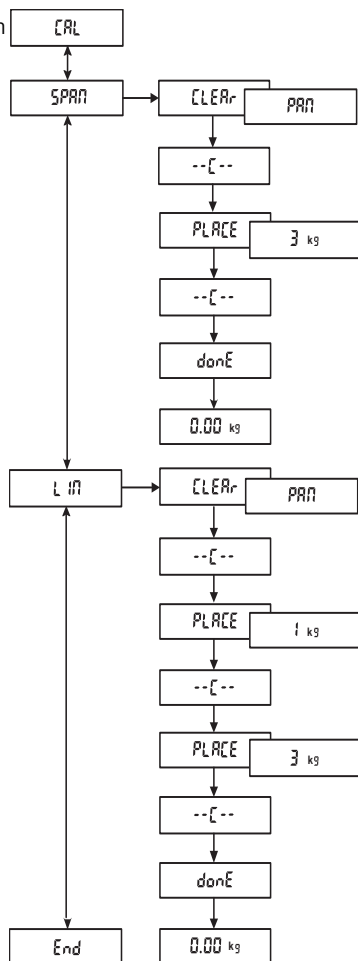 n
CAL
SPAN
CLEAr
PAN
--C--
PLACE
3 kg
--C--
donE
0.00 kg
LIN
CLEAr
PAN
--C--
PLACE
1 kg
--C--
PLACE
3 kg
--C--
donE
End
0.00 kg